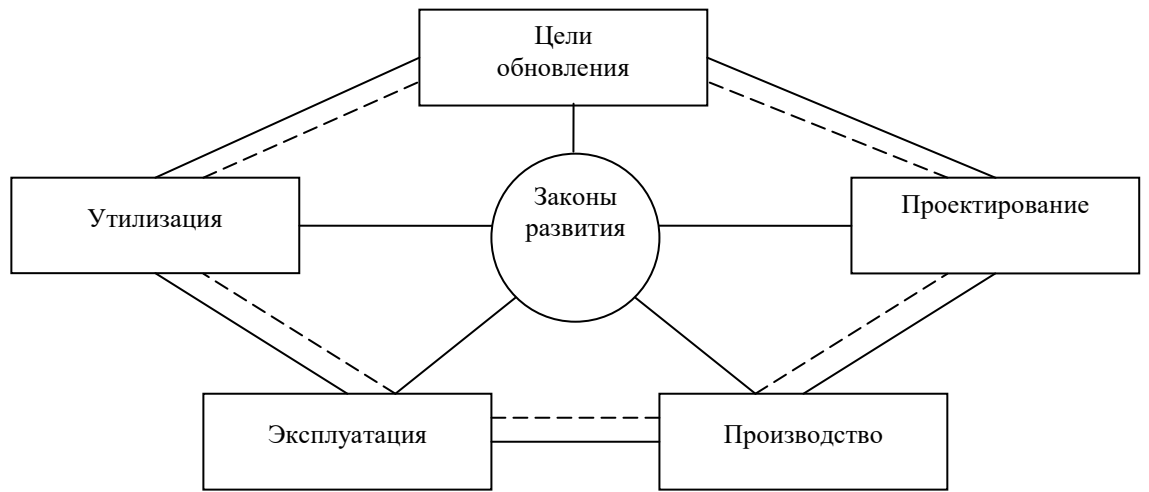 Цели
обновления
Законы
развития
Утилизация
Проектирование
Эксплуатация
Производство